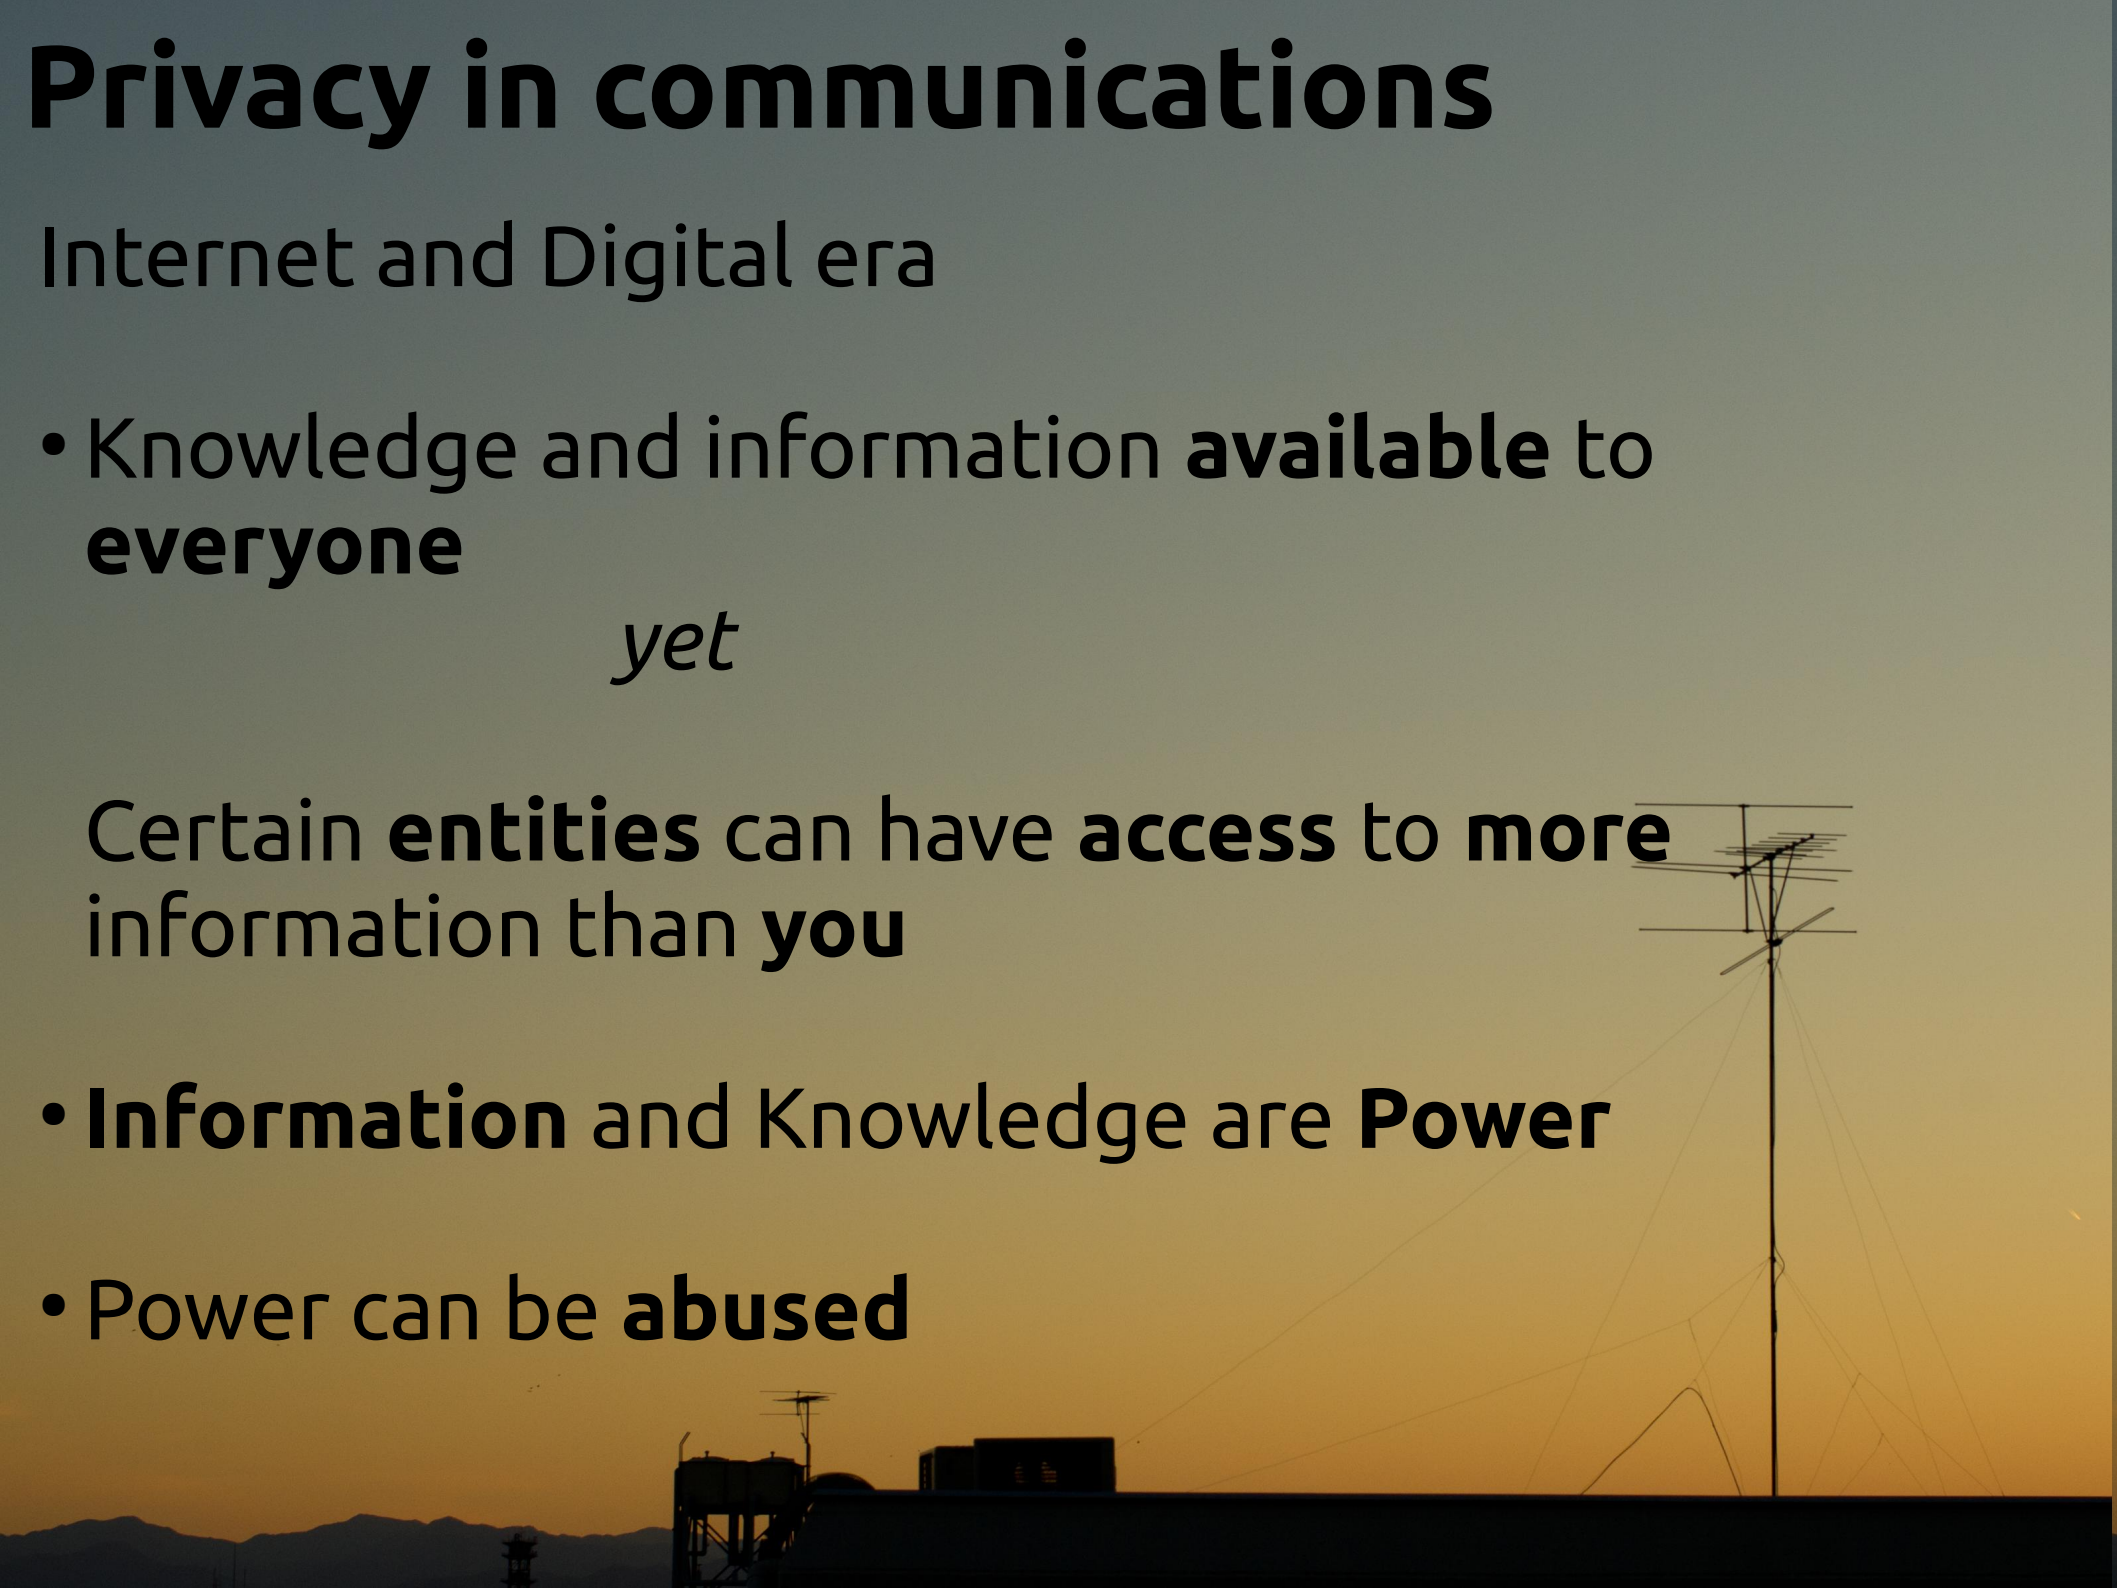 Privacy in communications
Internet and Digital era
• Knowledge and information available to
everyone
yet
Certain entities can have access to more
information than you
• Information and Knowledge are Power
• Power can be abused